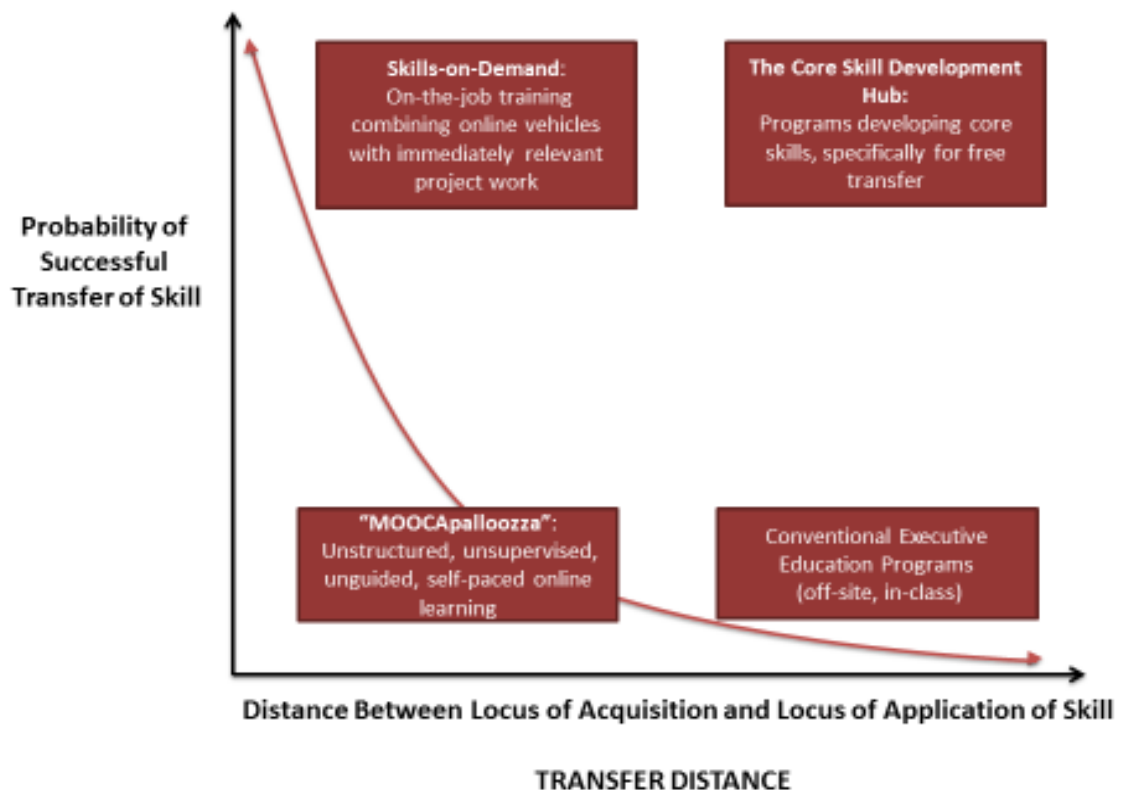 Skills-on-Demand:
On-the-job training
combining online vehicles
with immediately relevant
project work
The Core Skill Development
Hub:
Programs developing core
skills, specifically for free
transfer
Probability of
Successful
Transfer of Skill
"MOOCApalloozza":
Unstructured, unsupervised,
unguided, self-paced online
learning
Conventional Executive
Education Programs
(off-site, in-class)
Distance Between Locus of Acquisition and Locus of Application of Skill
TRANSFER DISTANCE